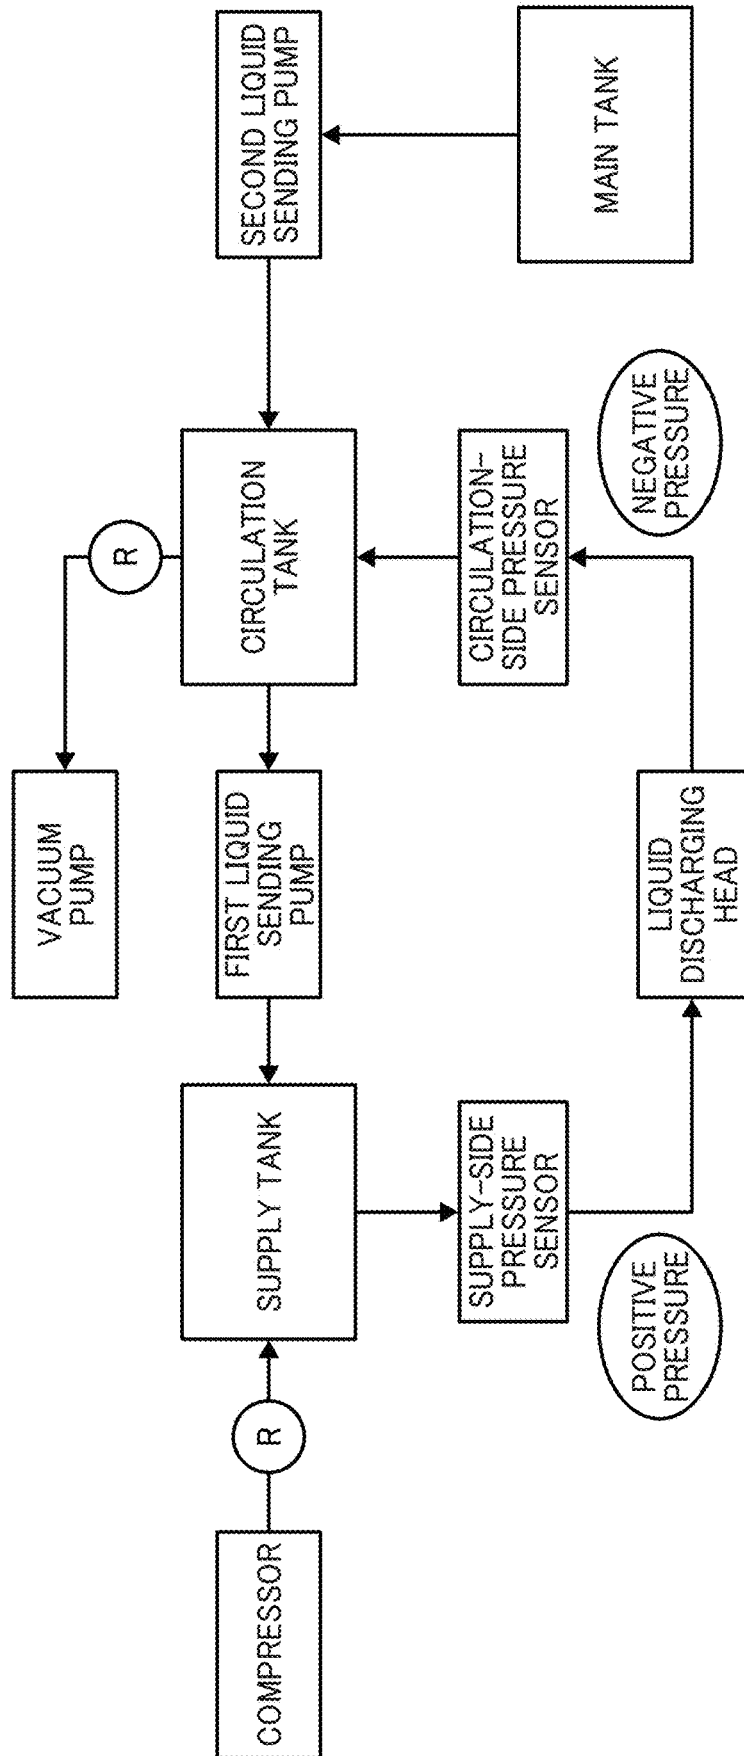 VACUUM
PUMP
R
COMPRESSOR
R
SUPPLY TANK
FIRST LIQUID
SENDING
PUMP
CIRCULATION
TANK
SECOND LIQUID
SENDING PUMP
SUPPLY-SIDE
PRESSURE
SENSOR
CIRCULATION-
SIDE PRESSURE
SENSOR
MAIN TANK
POSITIVE
PRESSURE
LIQUID
DISCHARGING
HEAD
NEGATIVE
PRESSURE